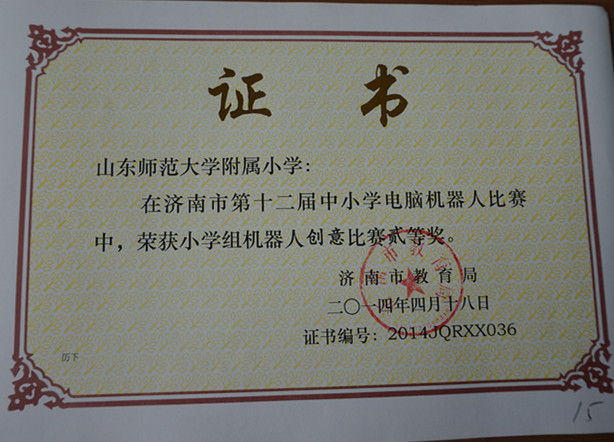 证 书
山东师范大学附属小学：
在济南市第十二届中小学电脑机器人比赛
中，荣获小学组机器人创意比赛贰等奖。
济南市教育局
二〇一四年四月十八日
证书编号：2014JQRXX036
历下
15